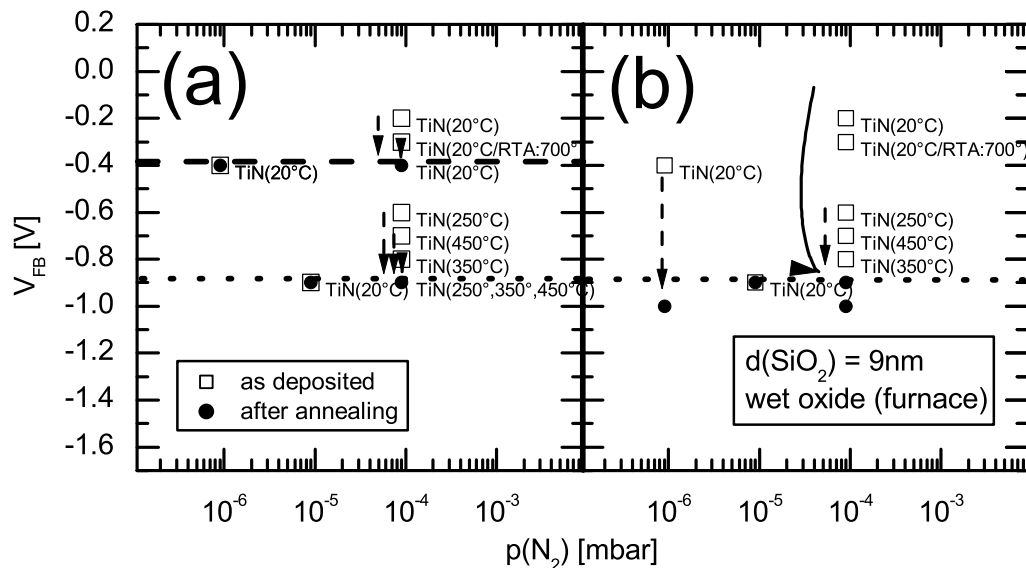 0.2
0.0
-0.2
-0.4
-0.6
-0.8
-1.0
-1.2
-1.4
-1.6
V_FB [V]
(a)
TiN(20°C)
TiN(20°C/RTA:700°
TiN(20°C)
TiN(20°C)
TiN(250°C)
TiN(450°C)
TiN(350°C)
TiN(20°C)
TiN(250°,350°,450°C)
as deposited
after annealing
10^-6
10^-5
10^-4
10^-3
(b)
TiN(20°C)
TiN(20°C/RTA:700°)
TiN(20°C)
TiN(250°C)
TiN(450°C)
TiN(350°C)
TiN(20°C)
d(SiO₂) = 9nm
wet oxide (furnace)
10^-6
10^-5
10^-4
10^-3
p(N₂) [mbar]